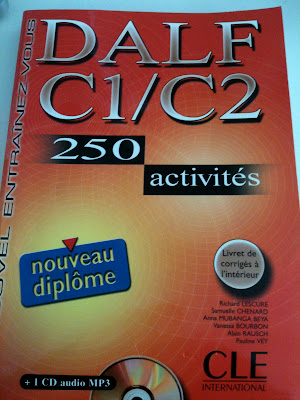 NOUVEL ENTRAINEZ-VOUS
DALF
C1/C2
250
activités
nouveau
diplôme
Livret de
corrigés à
l'intérieur
Richard LESCURE
Samuelle CHENARD
Anna MUBANGA BEYA
Vanessa BOURBON
Alain RAUSCH
Pauline VEY
+ 1 CD audio MP3
CLE
INTERNATIONAL